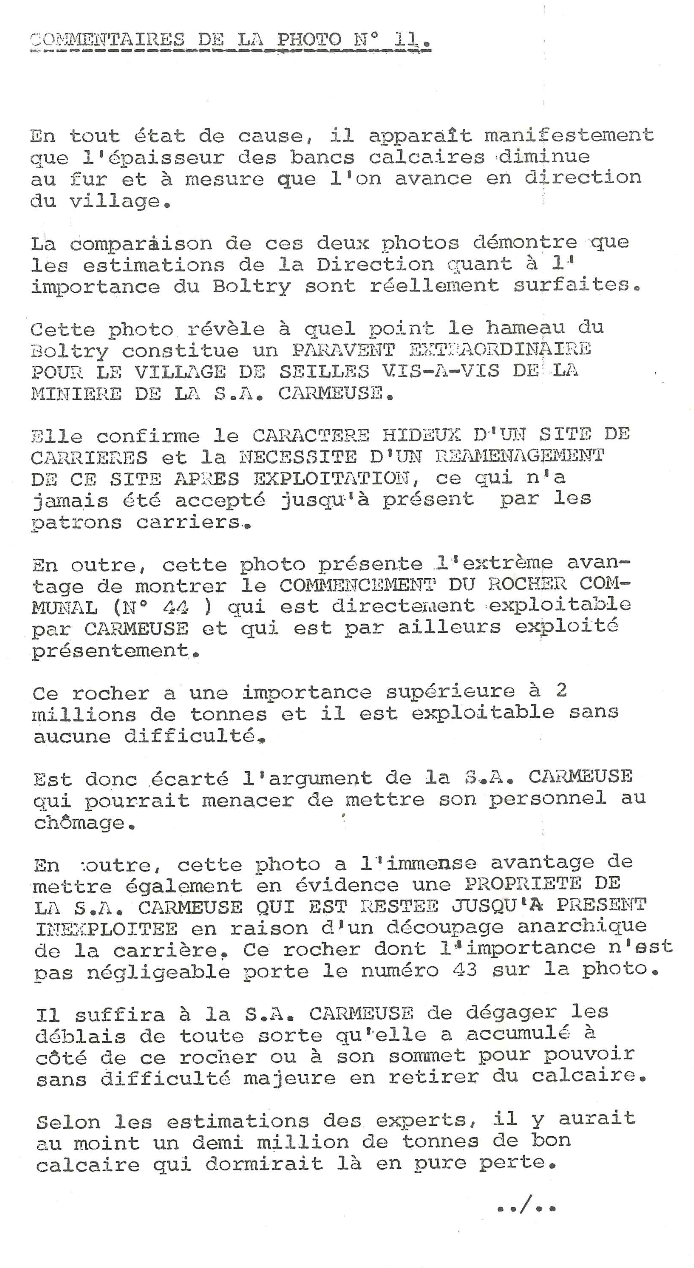 COMMENTAIRES DE LA PHOTO N° 11.
En tout état de cause, il apparaît manifestement
que l'épaisseur des bancs calcaires diminue
au fur et à mesure que l'on avance en direction
du village.
La comparaison de ces deux photos démontre que
les estimations de la Direction quant à l'
importance du Boltry sont réellement surfaites.
Cette photo révèle à quel point le hameau du
Boltry constitue un PARAVENT EXTRAORDINAIRE
POUR LE VILLAGE DE SEILLES VIS-A-VIS DE LA
MINIERE DE LA S.A. CARMEUSE.
Elle confirme le CARACTERE HIDEUX D'UN SITE DE
CARRIERES et la NECESSITE D'UN REAMENAGEMENT
DE CE SITE APRES EXPLOITATION, ce qui n'a
jamais été accepté jusqu'à présent par les
patrons carriers.
En outre, cette photo présente l'extrème avan-
tage de montrer le COMMENCEMENT DU ROCHER COM-
MUNAL (N° 44 ) qui est directement exploitable
par CARMEUSE et qui est par ailleurs exploité
présentement.
Ce rocher a une importance supérieure à 2
millions de tonnes et il est exploitable sans
aucune difficulté.
Est donc écarté l'argument de la S.A. CARMEUSE
qui pourrait menacer de mettre son personnel au
chômage.
En outre, cette photo a l'immense avantage de
mettre également en évidence une PROPRIETE DE
LA S.A. CARMEUSE QUI EST RESTEE JUSQU'A PRESENT
INEXPLOITEE en raison d'un découpage anarchique
de la carrière. Ce rocher dont l'importance n'est
pas négligeable porte le numéro 43 sur la photo.
Il suffira à la S.A. CARMEUSE de dégager les
déblais de toute sorte qu'elle a accumulé à
côté de ce rocher ou à son sommet pour pouvoir
sans difficulté majeure en retirer du calcaire.
Selon les estimations des experts, il y aurait
au moint un demi million de tonnes de bon
calcaire qui dormirait là en pure perte.
../..